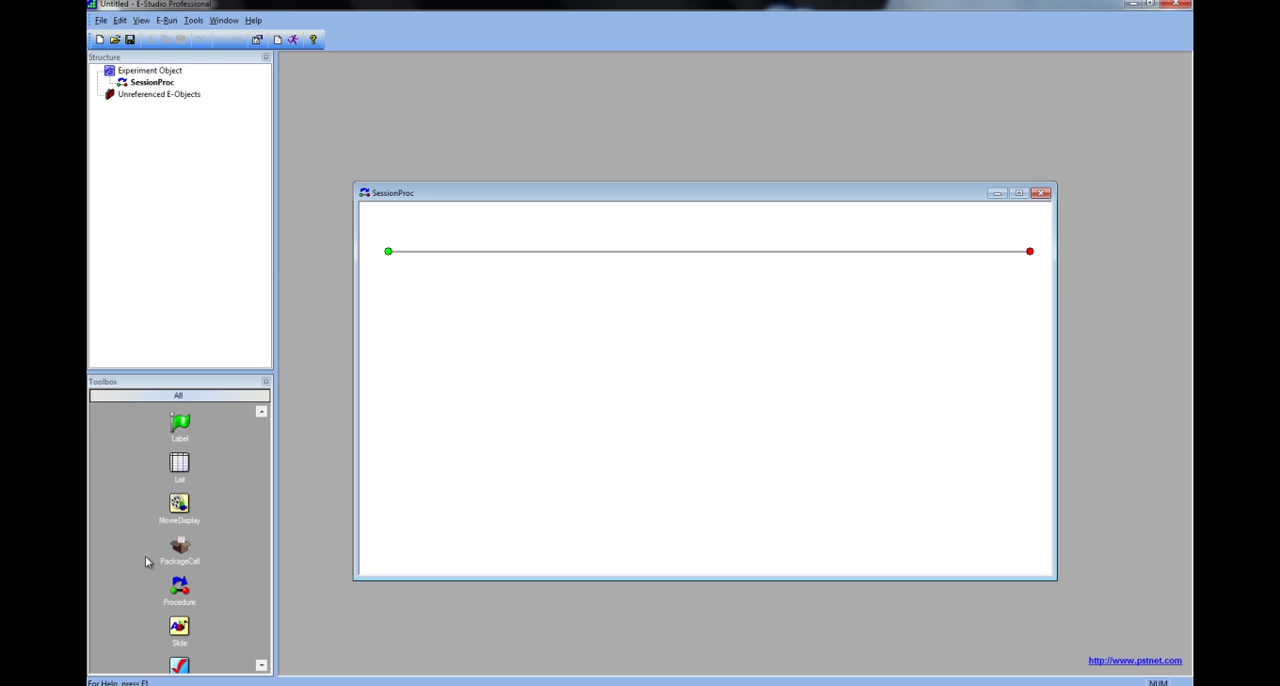 Untitled - E-Studio Professional
File Edit View E-Run Tools Window Help
Structure
Experiment Object
SessionProc
Unreferenced E-Objects
SessionProc
Toolbox
All
Label
List
MovieDisplay
PackageCall
Procedure
Slide
http://www.pstnet.com
For Help, press F1
NUM